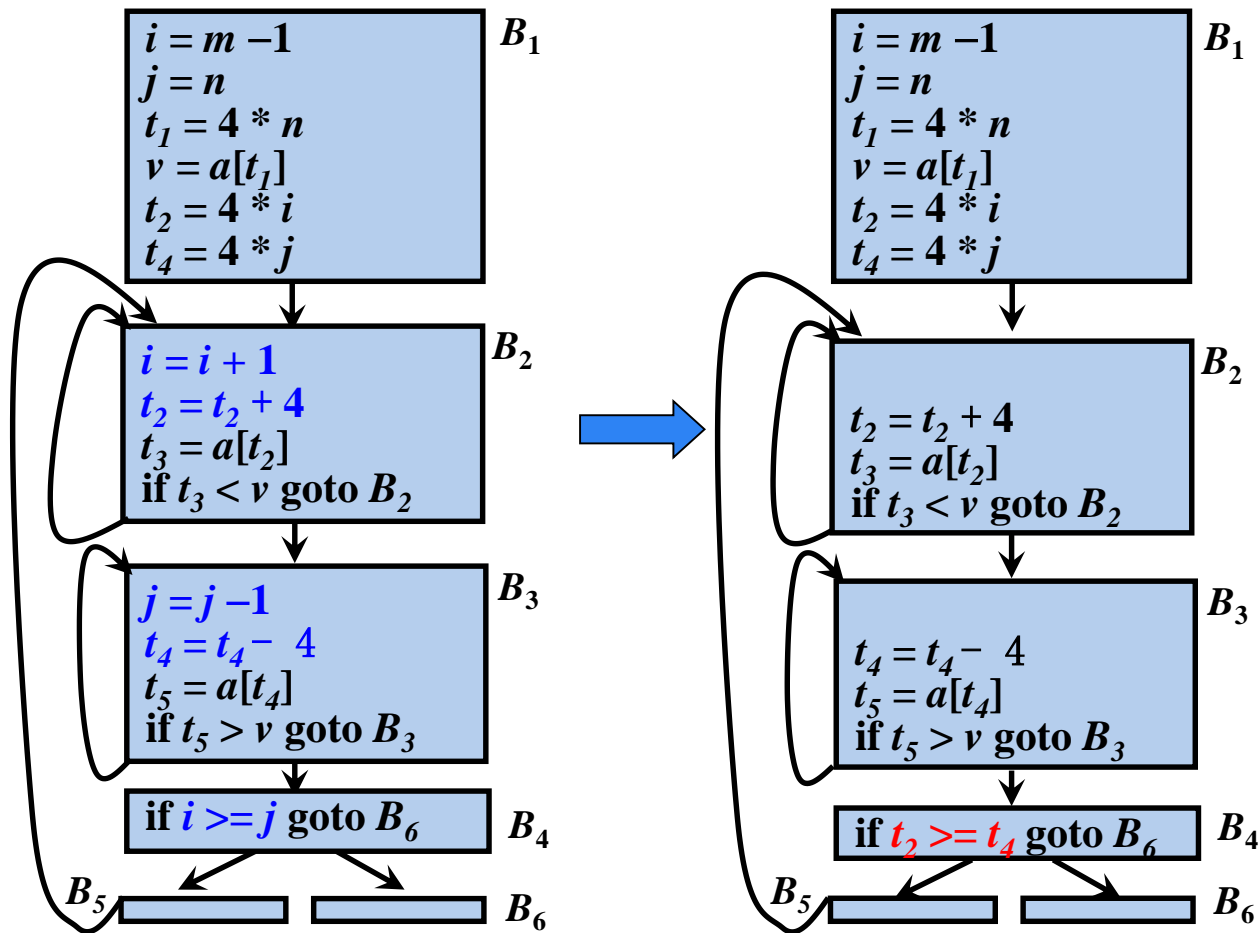 i = m – 1
j = n
t₁ = 4 * n
v = a[t₁]
t₂ = 4 * i
t₄ = 4 * j
B₁
i = i + 1
t₂ = t₂ + 4
t₃ = a[t₂]
if t₃ < v goto B₂
B₂
j = j – 1
t₄ = t₄ – 4
t₅ = a[t₄]
if t₅ > v goto B₃
B₃
if i >= j goto B₆
B₄
B₅
B₆
i = m – 1
j = n
t₁ = 4 * n
v = a[t₁]
t₂ = 4 * i
t₄ = 4 * j
B₁
t₂ = t₂ + 4
t₃ = a[t₂]
if t₃ < v goto B₂
B₂
t₄ = t₄ – 4
t₅ = a[t₄]
if t₅ > v goto B₃
B₃
if t₂ >= t₄ goto B₆
B₄
B₅
B₆